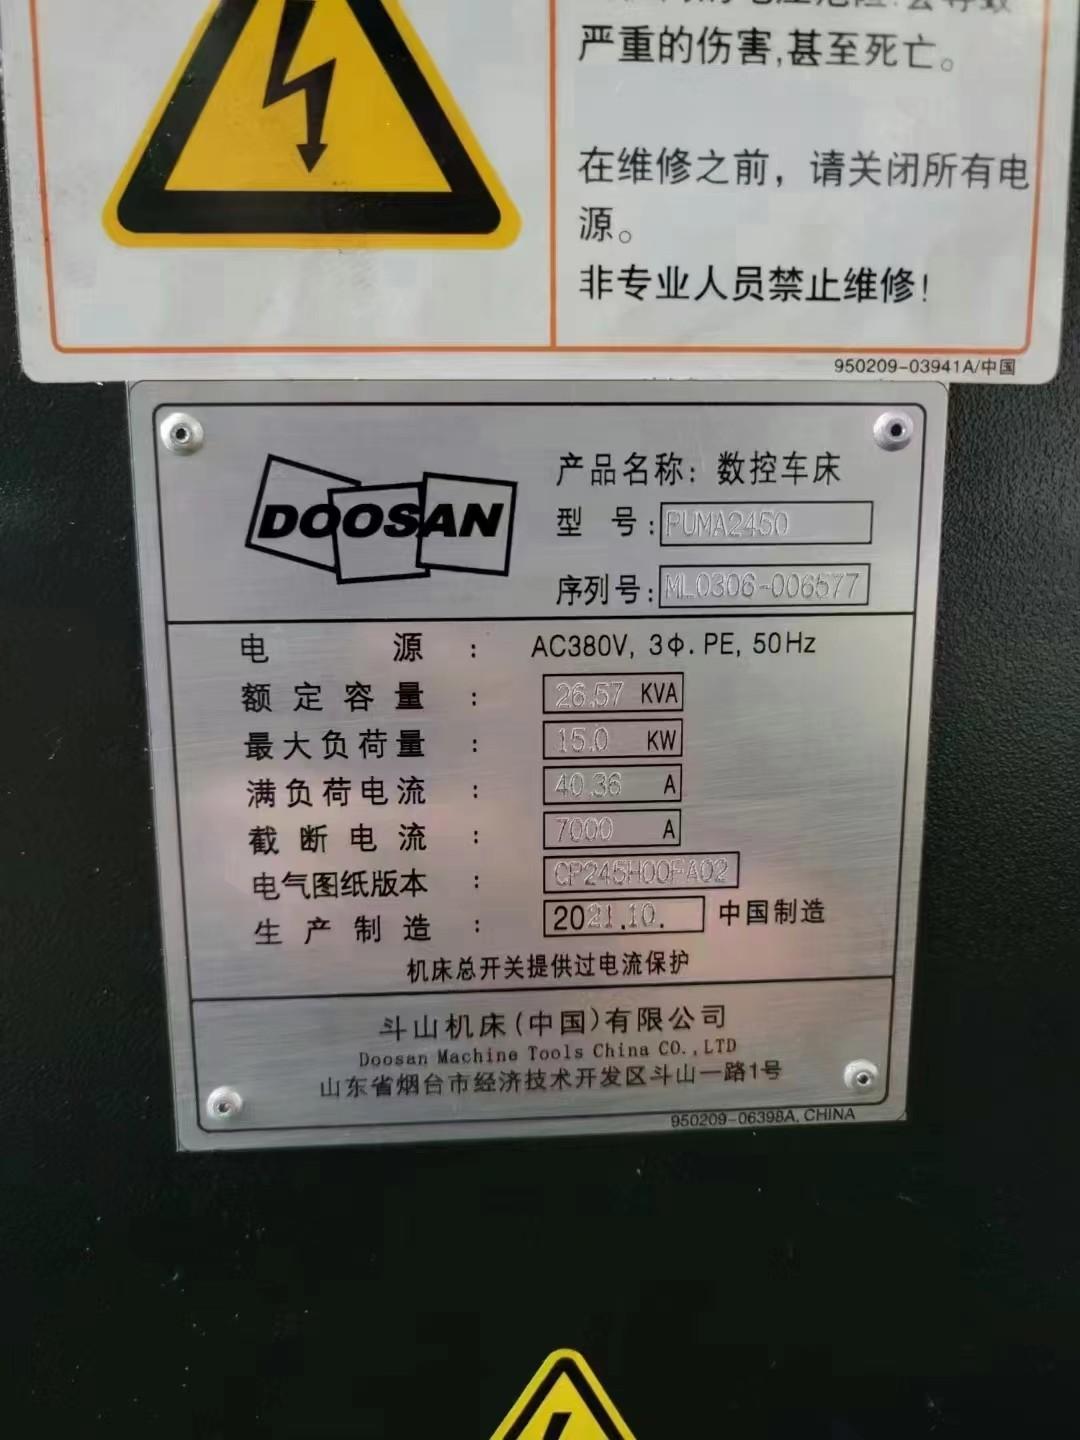 严重的伤害,甚至死亡。
在维修之前，请关闭所有电
源。
非专业人员禁止维修!
950209-03941A/中国
DOOSAN
产品名称: 数控车床
型 号: PUMA2450
序列号: ML0306-006577
电 源 : AC380V, 3Φ. PE, 50Hz
额定容量 : 26.57 KVA
最大负荷量 : 15.0 KW
满负荷电流 : 40.36 A
截断电流 : 7000 A
电气图纸版本 : CP245H00FA02
生产制造 : 2021.10. 中国制造
机床总开关提供过电流保护
斗山机床(中国)有限公司
Doosan Machine Tools China CO.,LTD
山东省烟台市经济技术开发区斗山一路1号
950209-06398A, CHINA